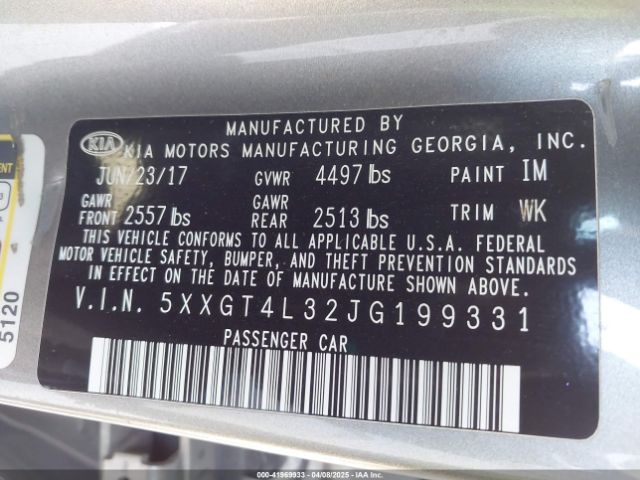 MANUFACTURED BY
KIA KIA MOTORS MANUFACTURING GEORGIA, INC.
JUN/23/17 GVWR 4497 lbs PAINT IM
GAWR FRONT 2557 lbs GAWR REAR 2513 lbs TRIM WK
THIS VEHICLE CONFORMS TO ALL APPLICABLE U.S.A. FEDERAL
MOTOR VEHICLE SAFETY, BUMPER, AND THEFT PREVENTION STANDARDS
IN EFFECT ON THE DATE OF MANUFACTURE SHOWN ABOVE.
V.I.N. 5XXGT4L32JG199331
PASSENGER CAR
5120
000-41969933 04/08/2025 IAAI.COM